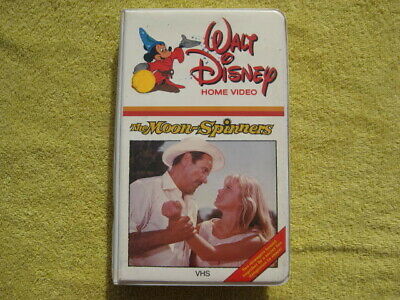 WALT
DISNEY
HOME VIDEO
The Moon-Spinners
VHS